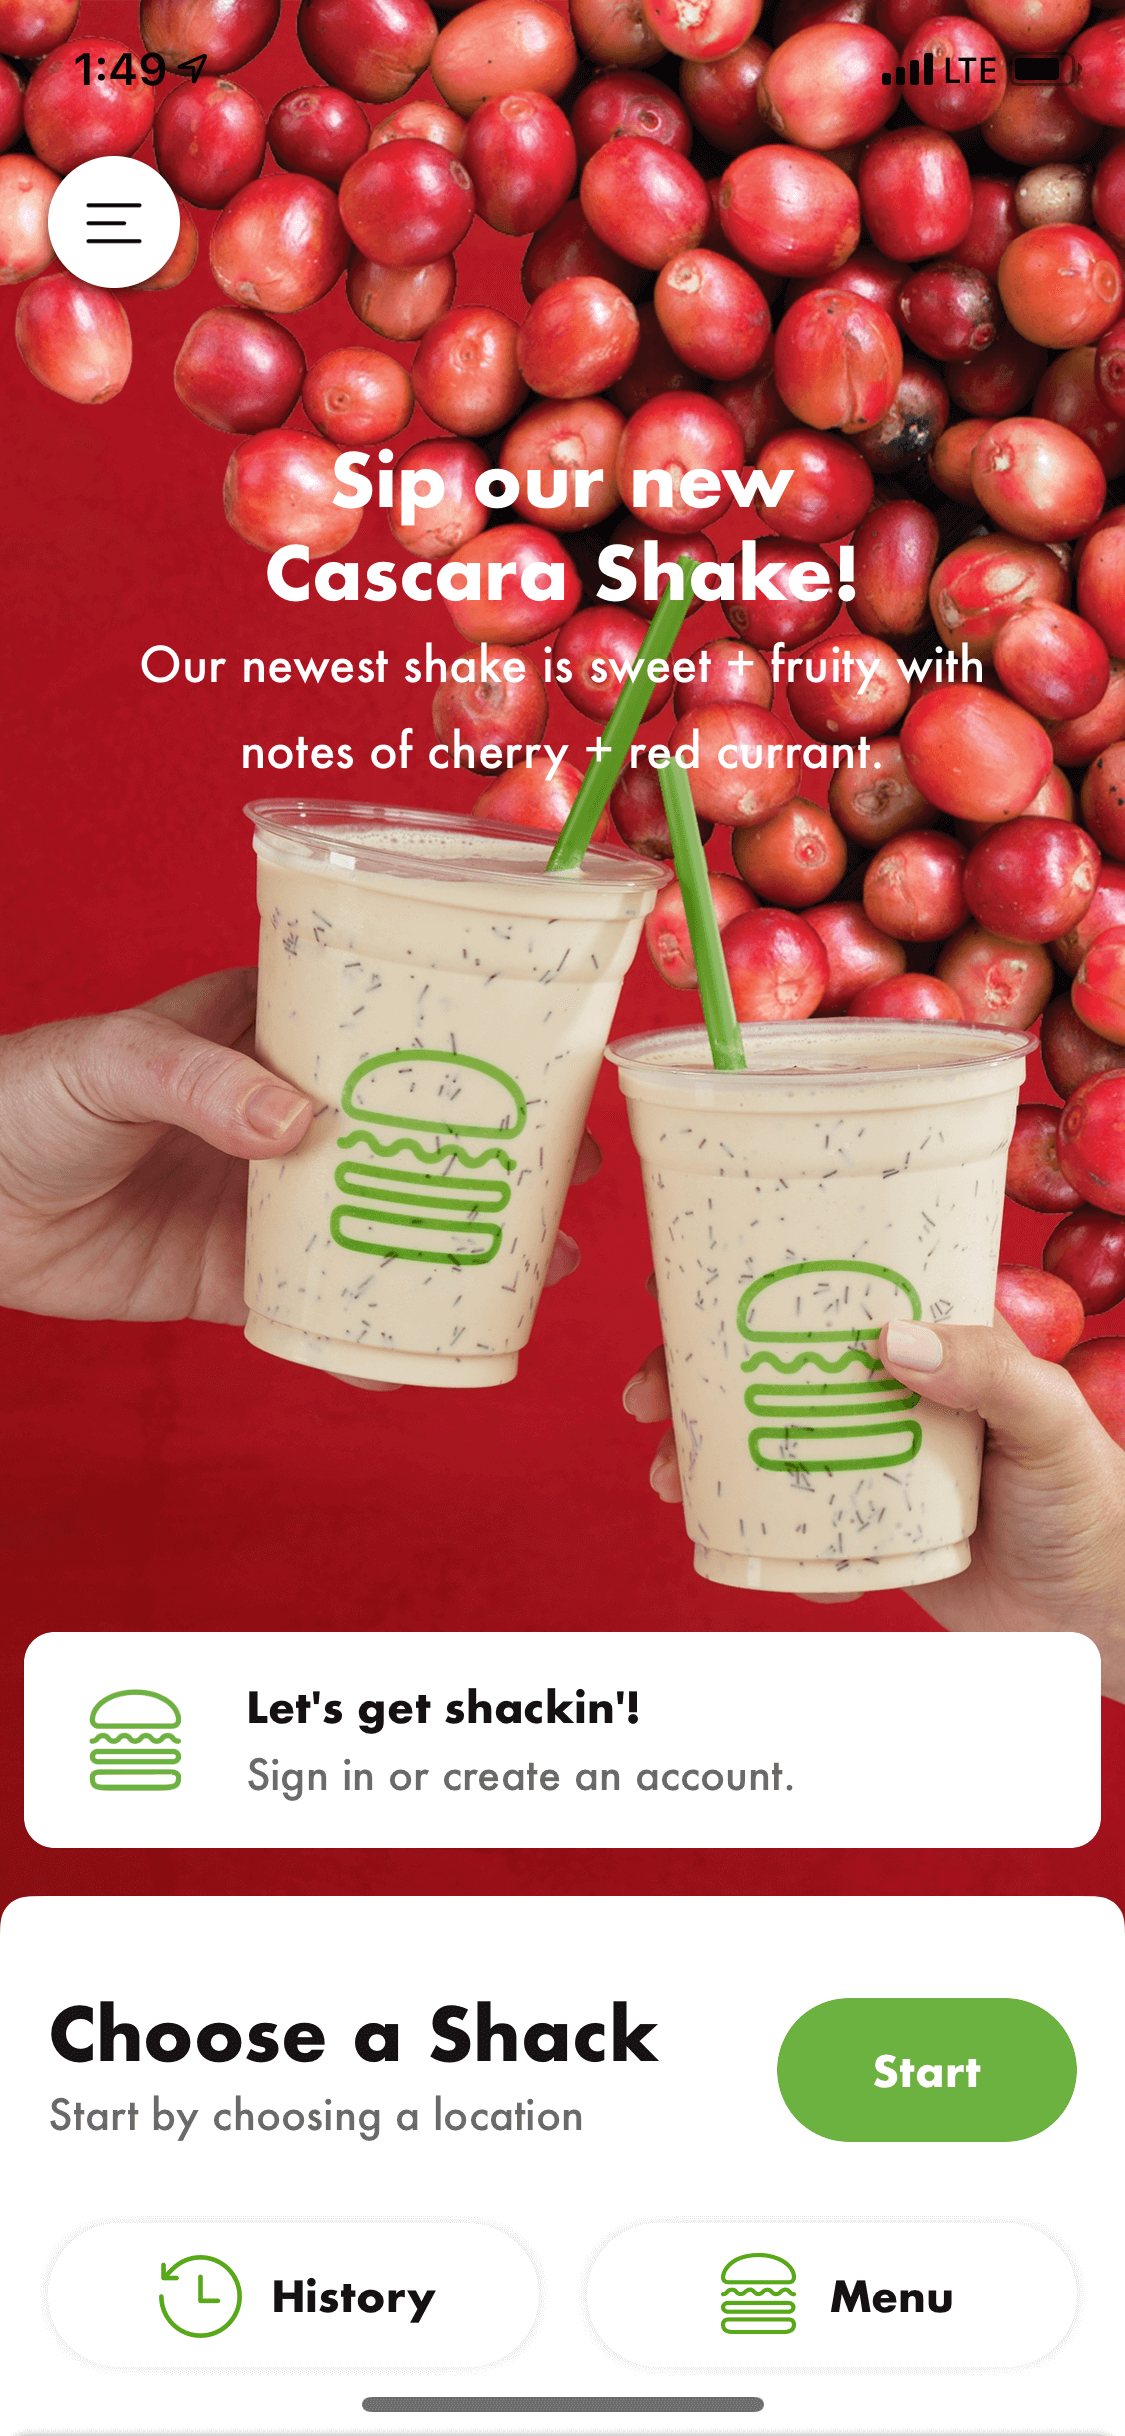 1:49
LTE
Sip our new
Cascara Shake!
Our newest shake is sweet + fruity with
notes of cherry + red currant.
Let's get shackin'!
Sign in or create an account.
Choose a Shack
Start by choosing a location
Start
History
Menu